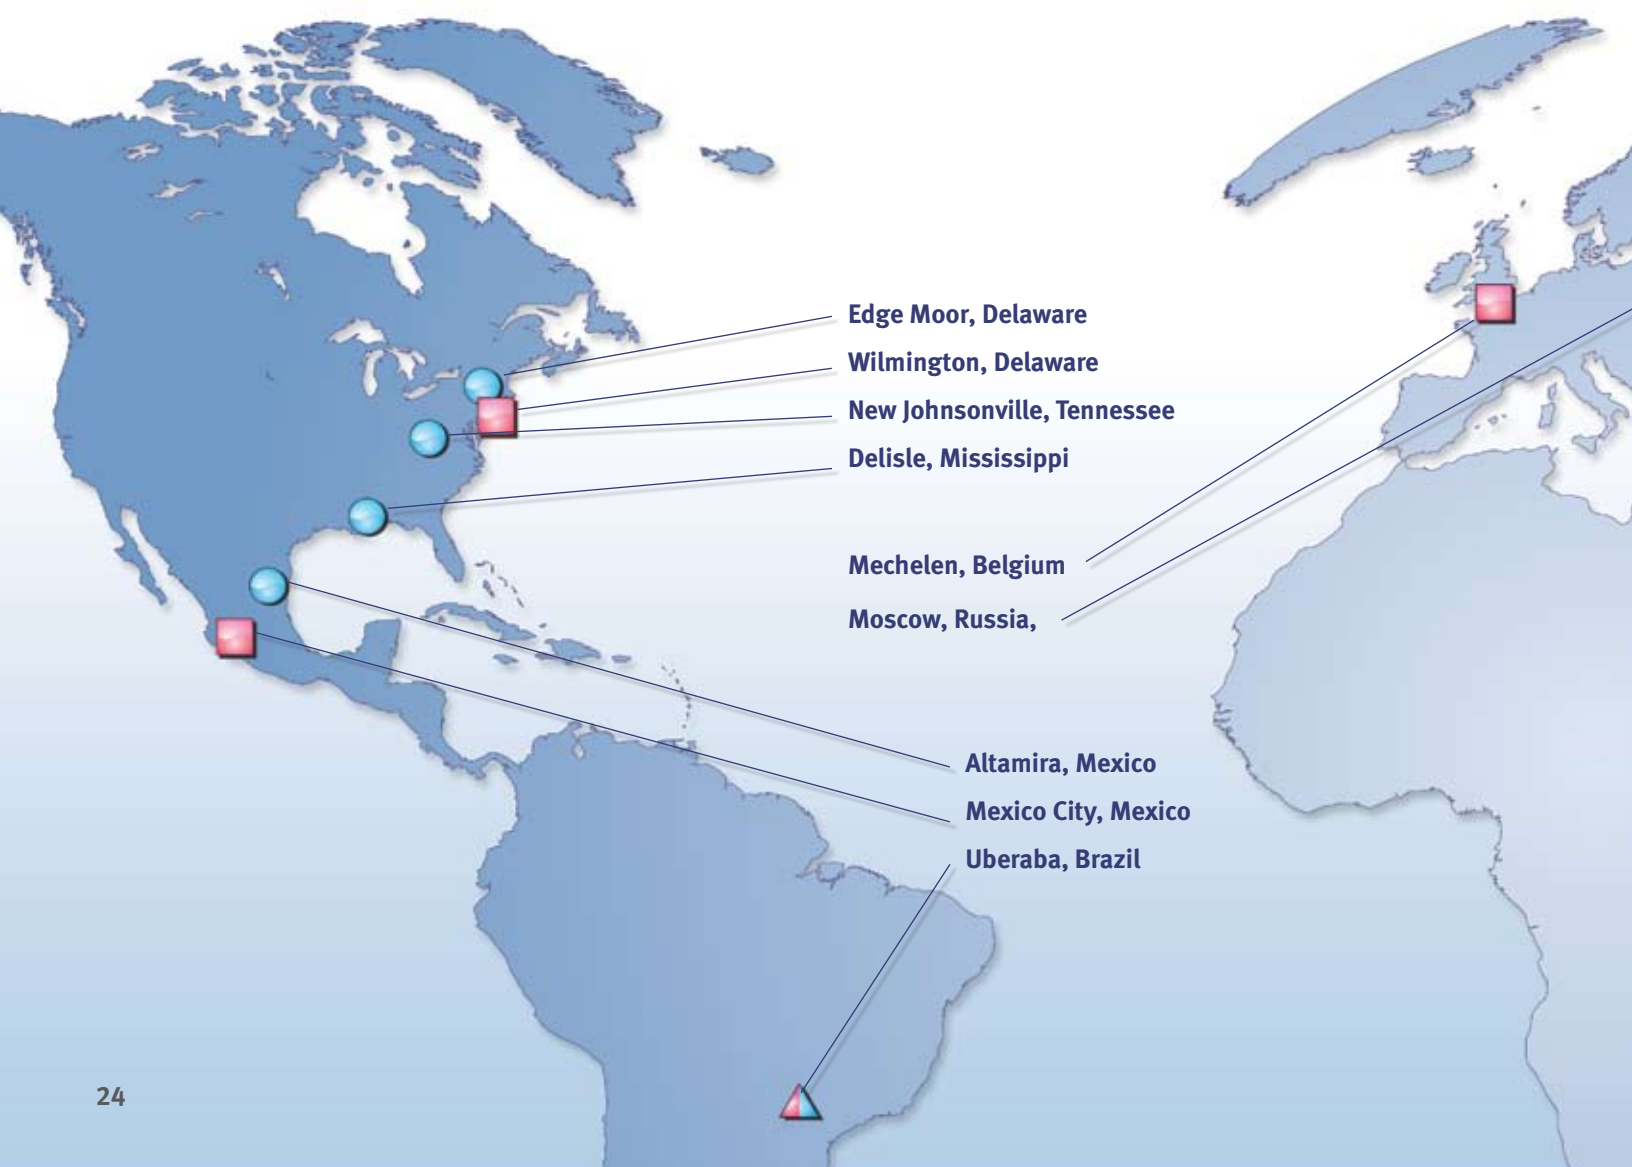 Edge Moor, Delaware
Wilmington, Delaware
New Johnsonville, Tennessee
Delisle, Mississippi
Mechelen, Belgium
Moscow, Russia,
Altamira, Mexico
Mexico City, Mexico
Uberaba, Brazil
24